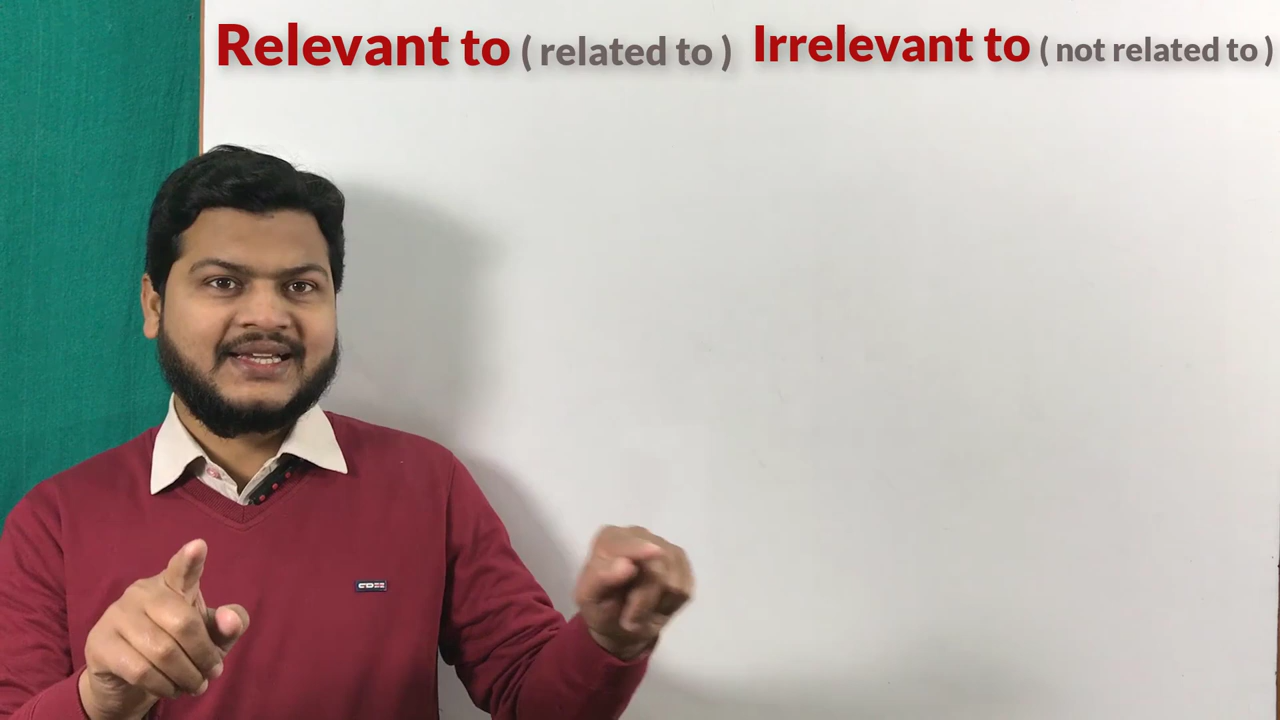 Relevant to ( related to ) Irrelevant to ( not related to )